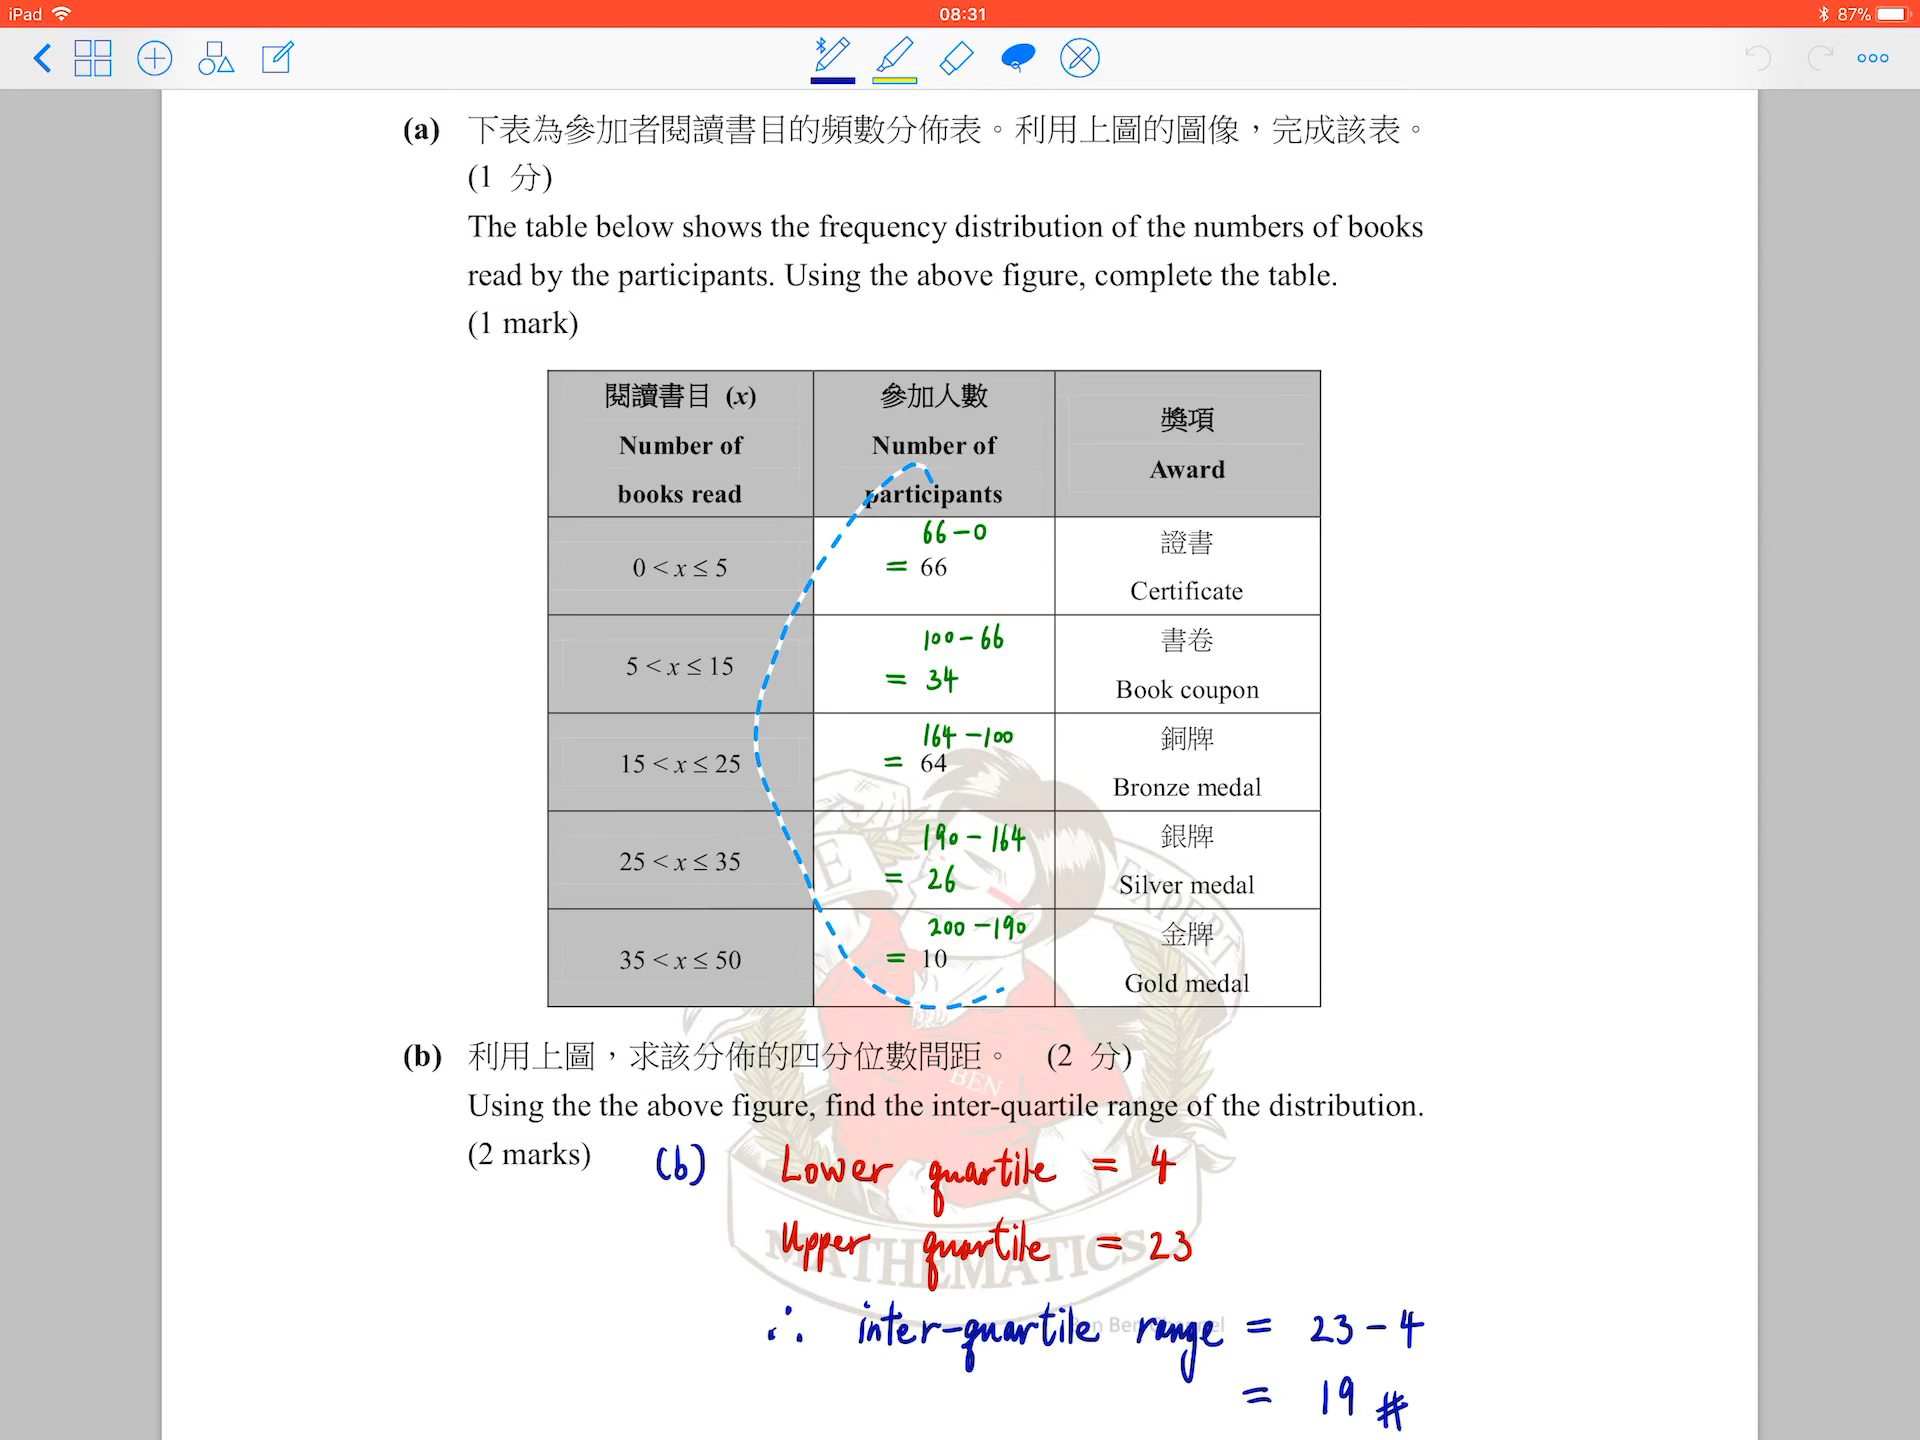 iPad
08:31
87%
(a) 下表為參加者閱讀書目的頻數分佈表。利用上圖的圖像，完成該表。
(1 分)
The table below shows the frequency distribution of the numbers of books
read by the participants. Using the above figure, complete the table.
(1 mark)
閱讀書目 (x)
Number of
books read
參加人數
Number of
participants
獎項
Award
0 < x ≤ 5
66 - 0
= 66
證書
Certificate
5 < x ≤ 15
100 - 66
= 34
書卷
Book coupon
15 < x ≤ 25
164 - 100
= 64
銅牌
Bronze medal
25 < x ≤ 35
190 - 164
= 26
銀牌
Silver medal
35 < x ≤ 50
200 - 190
= 10
金牌
Gold medal
(b) 利用上圖，求該分佈的四分位數間距。 (2 分)
Using the the above figure, find the inter-quartile range of the distribution.
(2 marks)
(b) Lower quartile = 4
Upper quartile = 23
∴ inter-quartile range = 23 - 4
= 19 #
BEN
EXPERT
MATHEMATICS